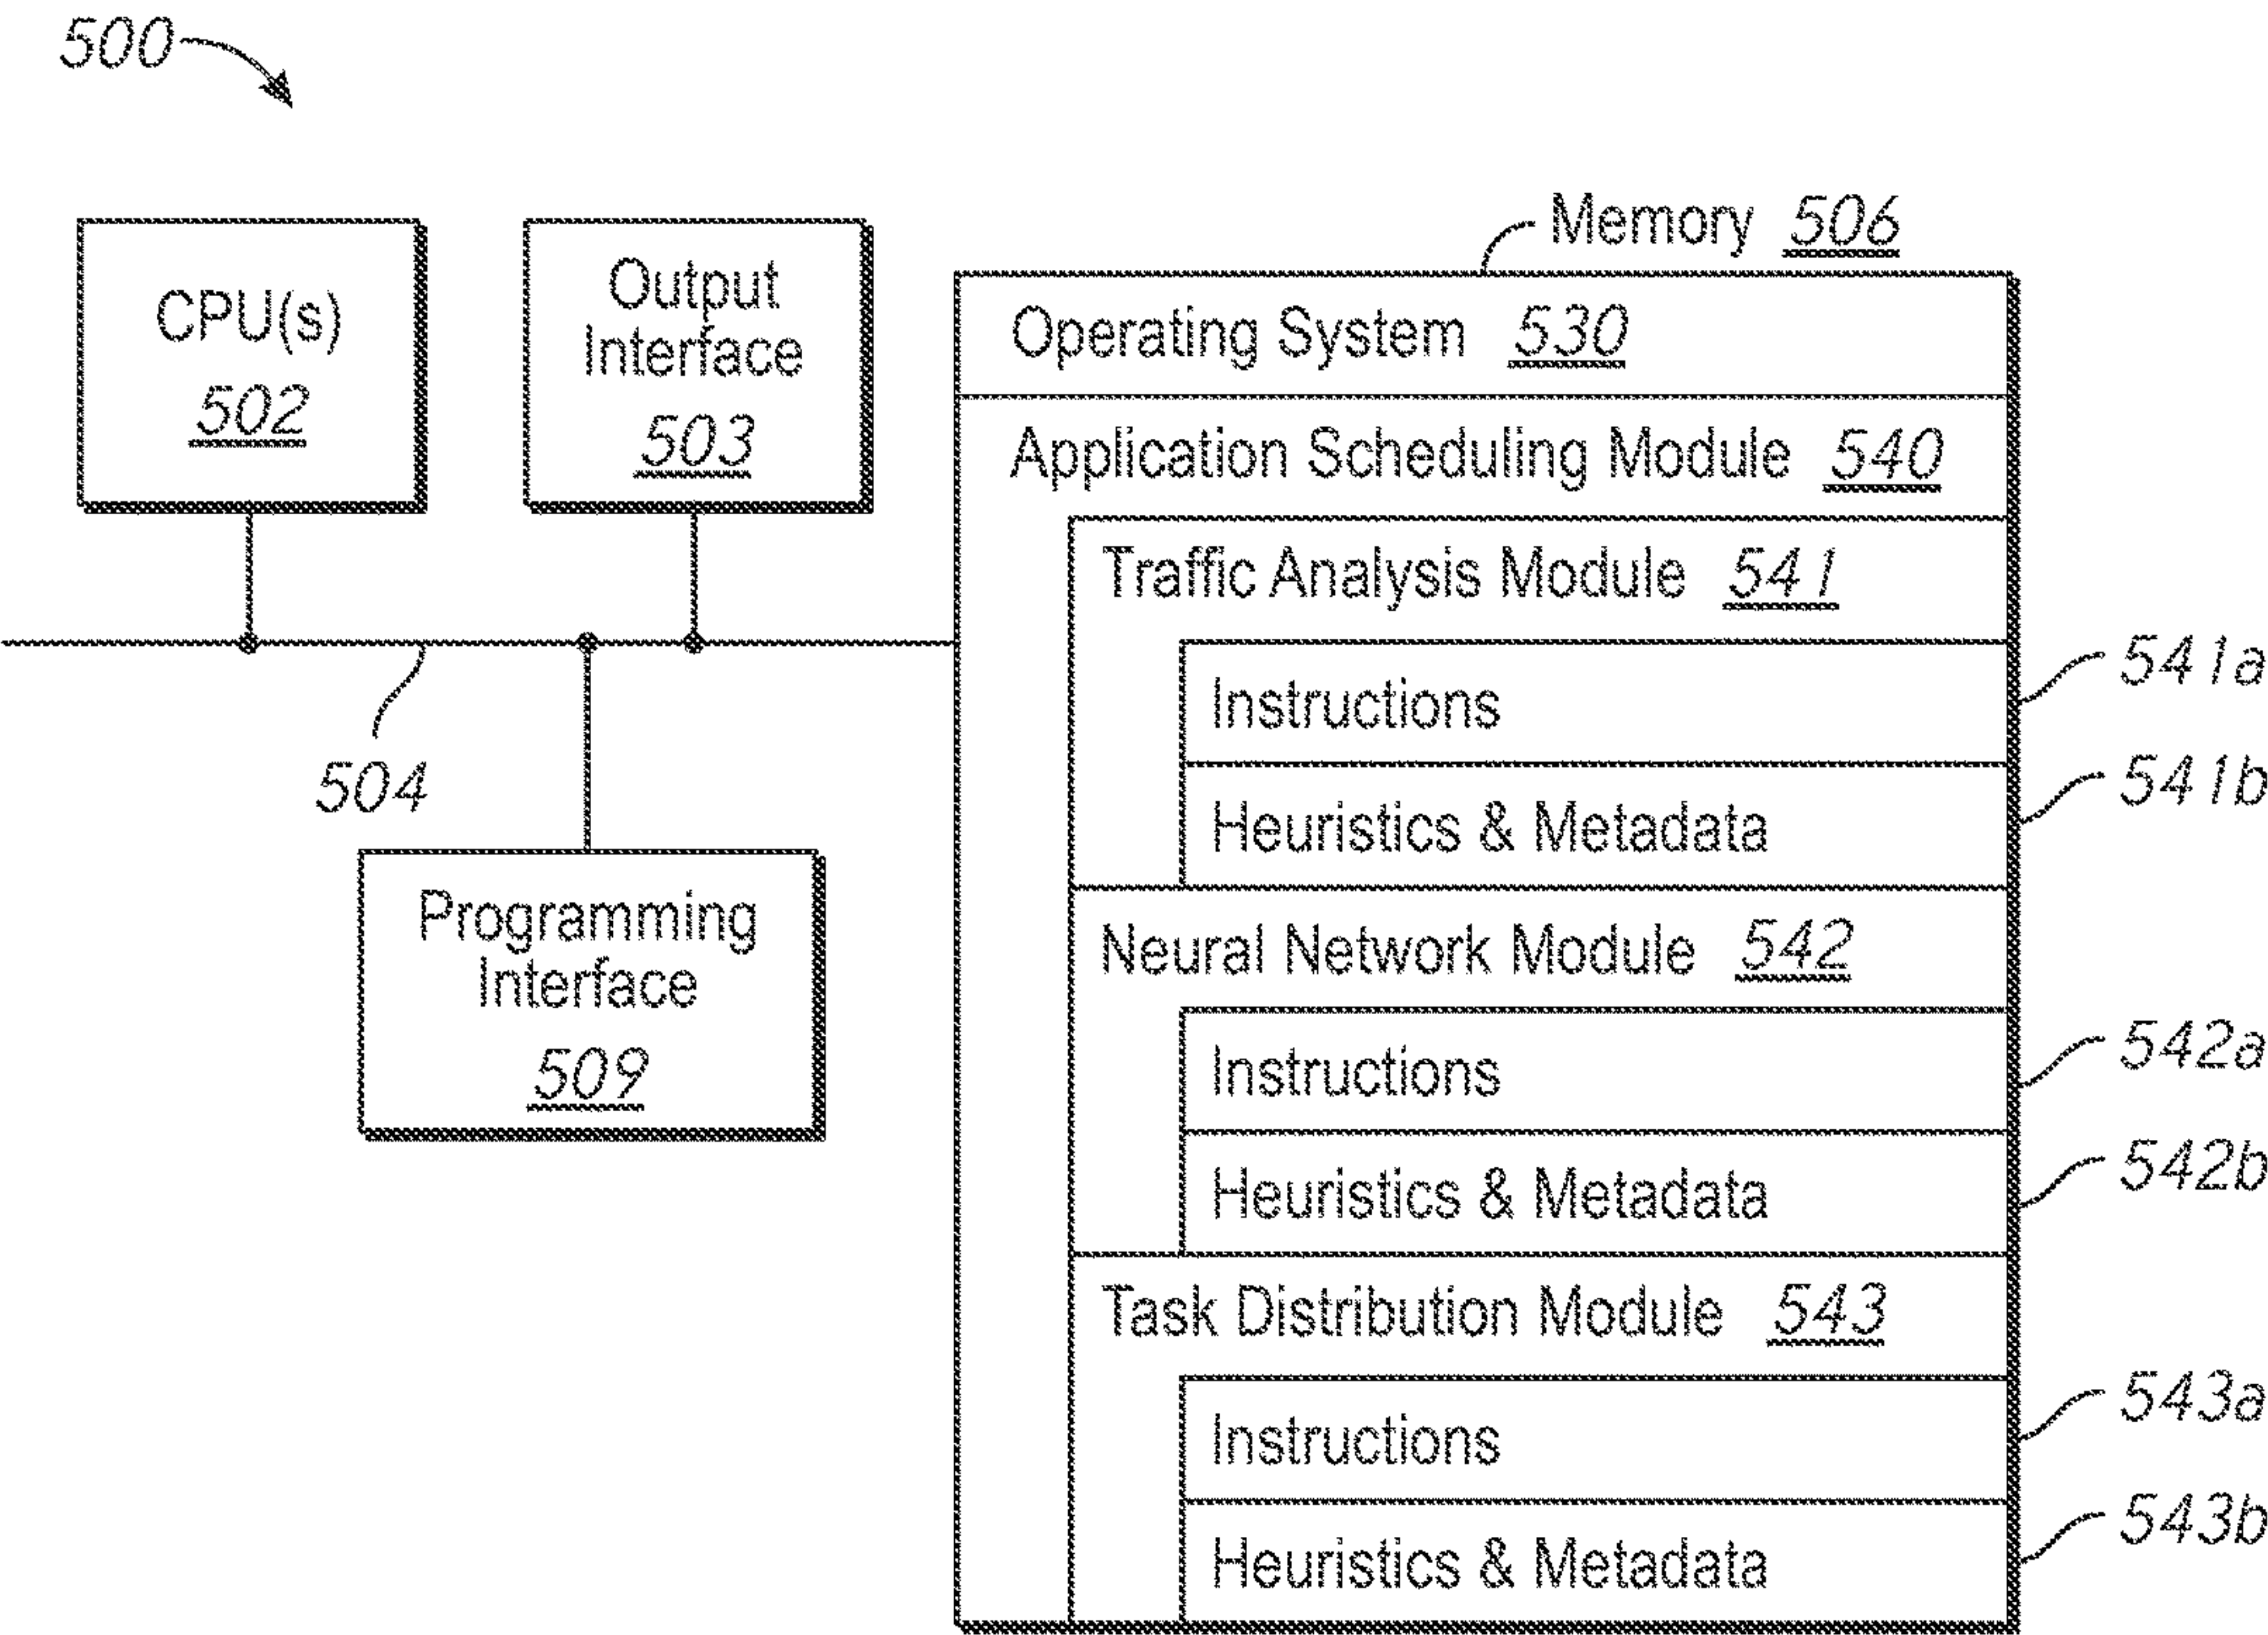 500
CPU(s)
502
Output
Interface
503
504
Programming
Interface
509
Memory 506
Operating System 530
Application Scheduling Module 540
Traffic Analysis Module 541
Instructions
541a
Heuristics & Metadata
541b
Neural Network Module 542
Instructions
542a
Heuristics & Metadata
542b
Task Distribution Module 543
Instructions
543a
Heuristics & Metadata
543b